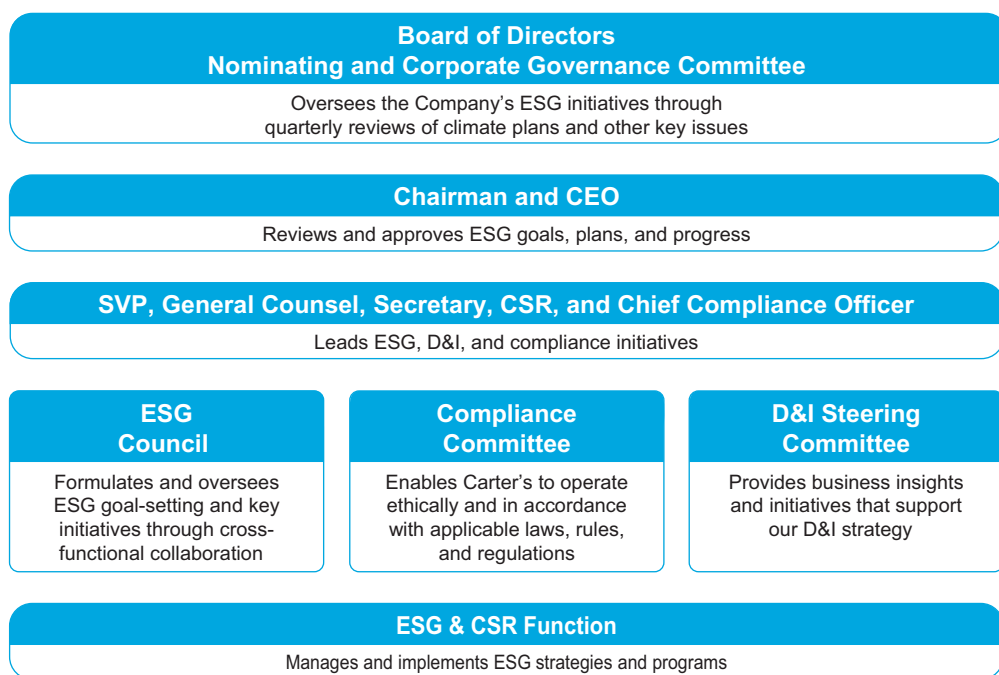 Board of Directors
Nominating and Corporate Governance Committee
Oversees the Company’s ESG initiatives through
quarterly reviews of climate plans and other key issues
Chairman and CEO
Reviews and approves ESG goals, plans, and progress
SVP, General Counsel, Secretary, CSR, and Chief Compliance Officer
Leads ESG, D&I, and compliance initiatives
ESG
Council
Formulates and oversees
ESG goal-setting and key
initiatives through cross-
functional collaboration
Compliance
Committee
Enables Carter’s to operate
ethically and in accordance
with applicable laws, rules,
and regulations
D&I Steering
Committee
Provides business insights
and initiatives that support
our D&I strategy
ESG & CSR Function
Manages and implements ESG strategies and programs